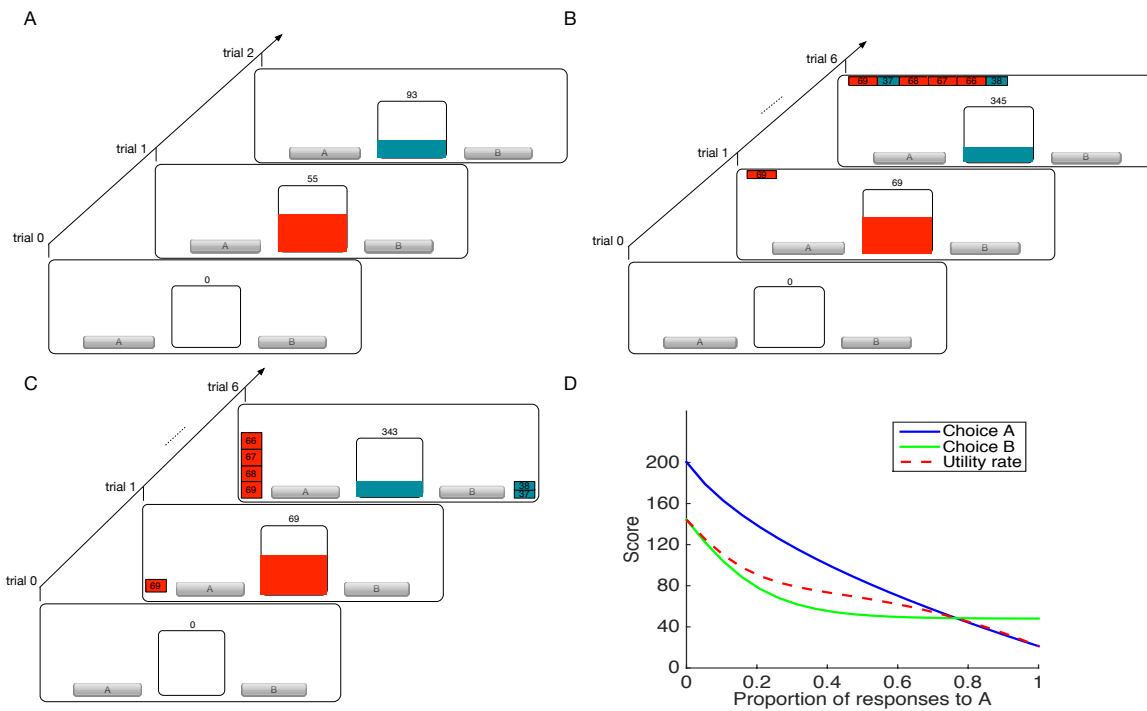 A
trial 2
93
A
B
trial 1
55
A
B
trial 0
0
A
B
B
trial 6
69 37 68 67 66 38
345
A
B
trial 1
69
69
A
B
trial 0
0
A
B
C
trial 6
66
67
68
69
343
A
B
38
37
trial 1
69
69
A
B
trial 0
0
A
B
D
Choice A
Choice B
Utility rate
200
160
120
80
40
0
Score
0 0.2 0.4 0.6 0.8 1
Proportion of responses to A